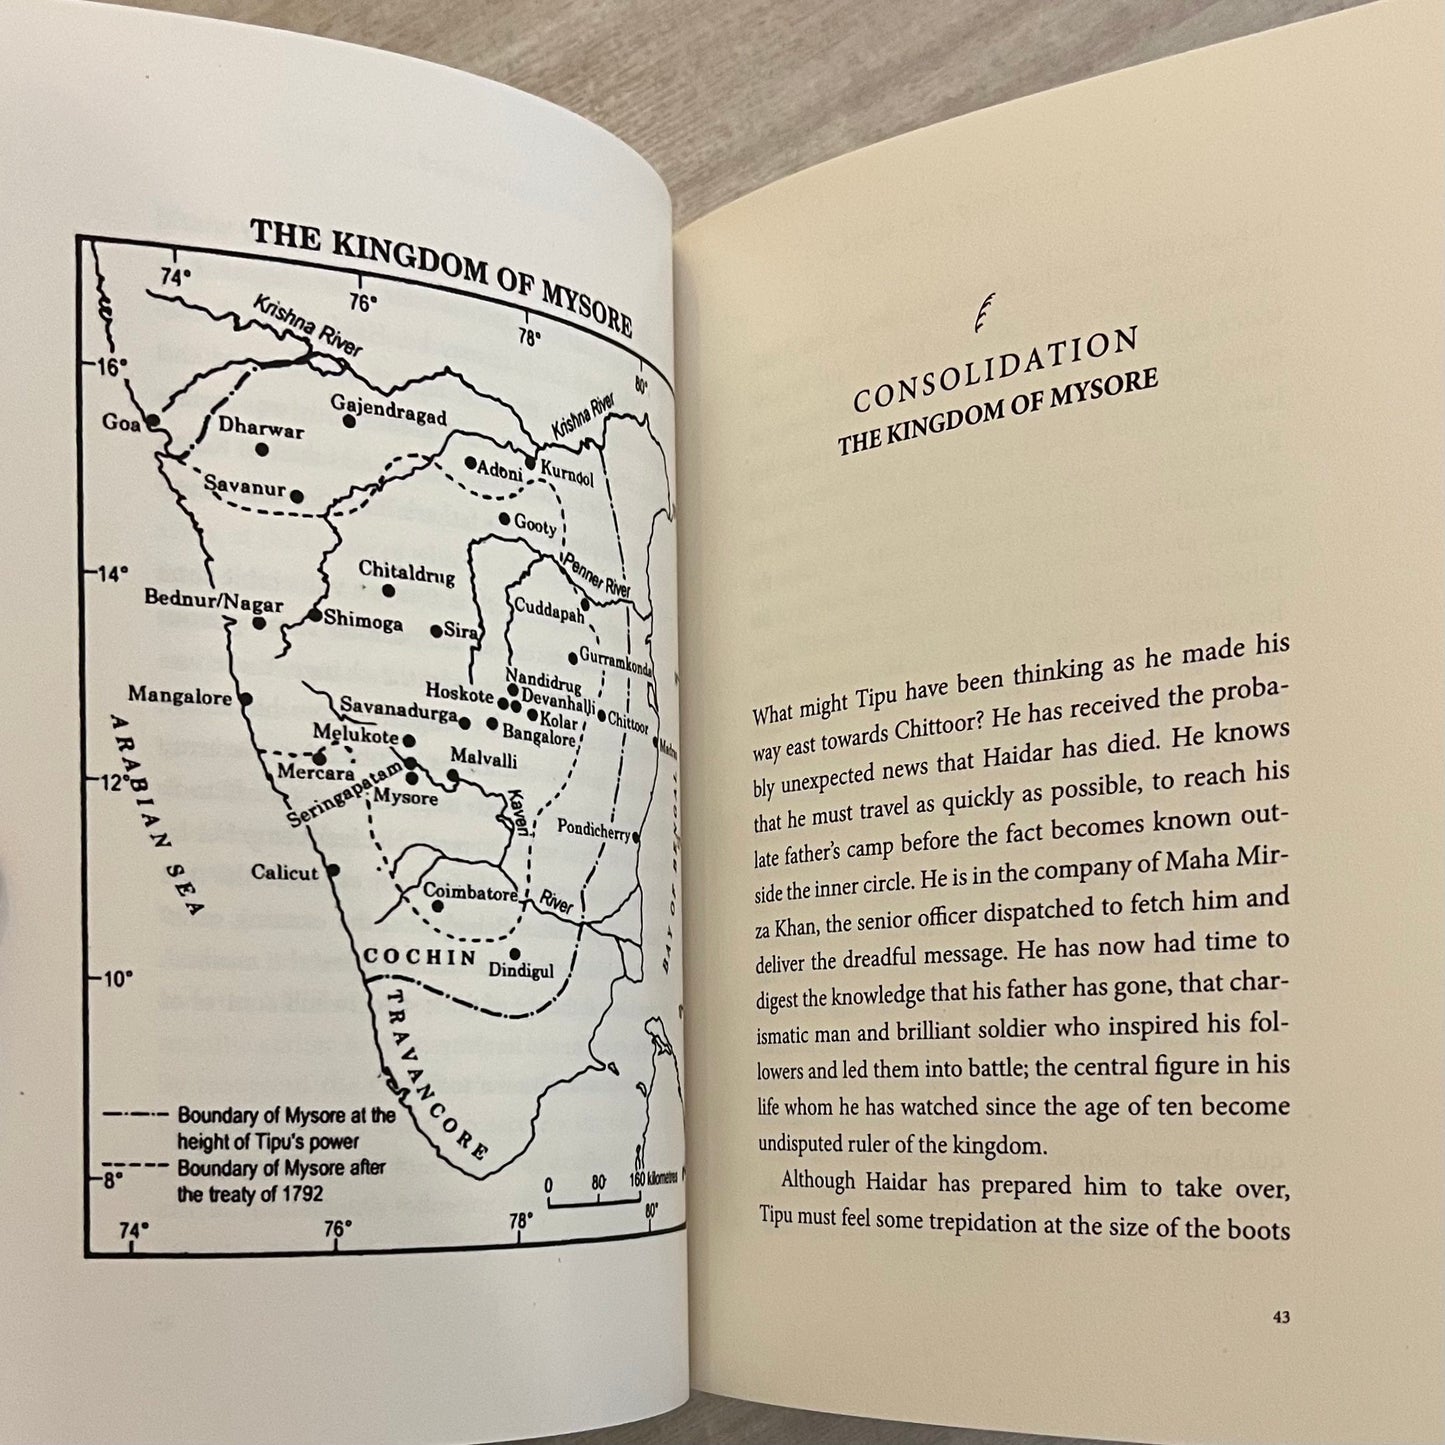 THE KINGDOM OF MYSORE
74°
76°
78°
80°
Krishna River
16°
Gajendragad
Krishna River
Goa
Dharwar
Adoni
Kurndol
Savanur
Gooty
14°
Chitaldrug
Penner River
Bednur/Nagar
Cuddapah
Shimoga
Sira
Gurramkonda
Nandidrug
Mangalore
Hoskote
Devanhalli
Savanadurga
Kolar
Chittoor
Bangalore
Melukote
Malvalli
12°
Mercara
Seringapatam
Mysore
Kaveri
ARABIAN SEA
Pondicherry
BAY OF BENGAL
Calicut
Coimbatore
River
COCHIN
Dindigul
10°
TRAVANCORE
Boundary of Mysore at the
height of Tipu's power
Boundary of Mysore after
the treaty of 1792
8°
0 80 160 kilometres
74°
76°
78°
80°
CONSOLIDATION
THE KINGDOM OF MYSORE
What might Tipu have been thinking as he made his
way east towards Chittoor? He has received the proba-
bly unexpected news that Haidar has died. He knows
that he must travel as quickly as possible, to reach his
late father's camp before the fact becomes known out-
side the inner circle. He is in the company of Maha Mir-
za Khan, the senior officer dispatched to fetch him and
deliver the dreadful message. He has now had time to
digest the knowledge that his father has gone, that char-
ismatic man and brilliant soldier who inspired his fol-
lowers and led them into battle; the central figure in his
life whom he has watched since the age of ten become
undisputed ruler of the kingdom.
Although Haidar has prepared him to take over,
Tipu must feel some trepidation at the size of the boots
43